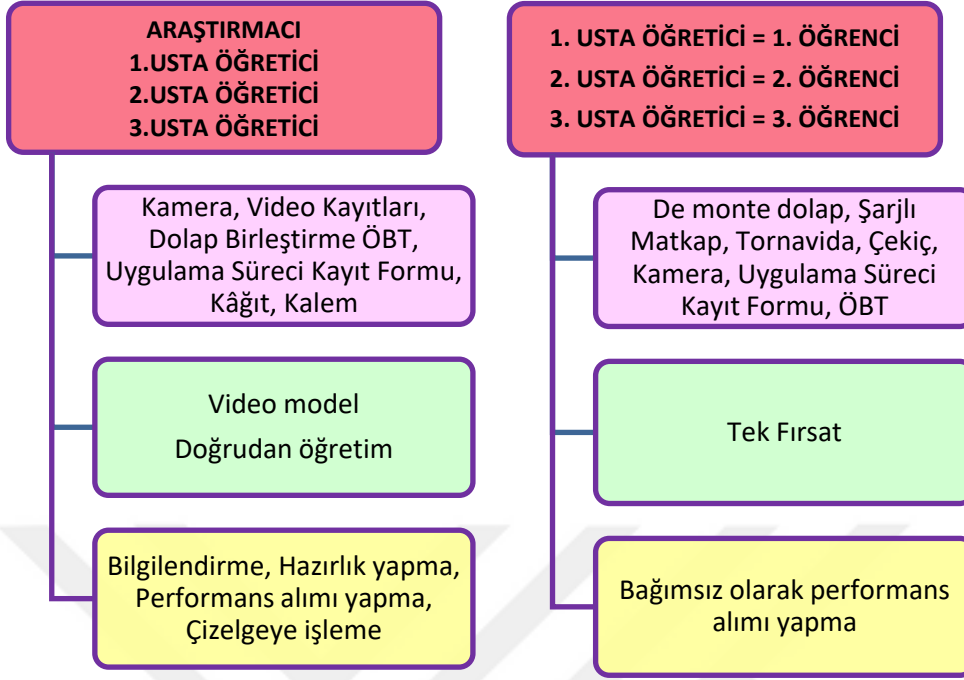 ARAŞTIRMACI
1.USTA ÖĞRETİCİ
2.USTA ÖĞRETİCİ
3.USTA ÖĞRETİCİ
Kamera, Video Kayıtları,
Dolap Birleştirme ÖBT,
Uygulama Süreci Kayıt Formu,
Kâğıt, Kalem
Video model
Doğrudan öğretim
Bilgilendirme, Hazırlık yapma,
Performans alımı yapma,
Çizelgeye işleme
1. USTA ÖĞRETİCİ = 1. ÖĞRENCİ
2. USTA ÖĞRETİCİ = 2. ÖĞRENCİ
3. USTA ÖĞRETİCİ = 3. ÖĞRENCİ
De monte dolap, Şarjlı
Matkap, Tornavida, Çekiç,
Kamera, Uygulama Süreci
Kayıt Formu, ÖBT
Tek Fırsat
Bağımsız olarak performans
alımı yapma